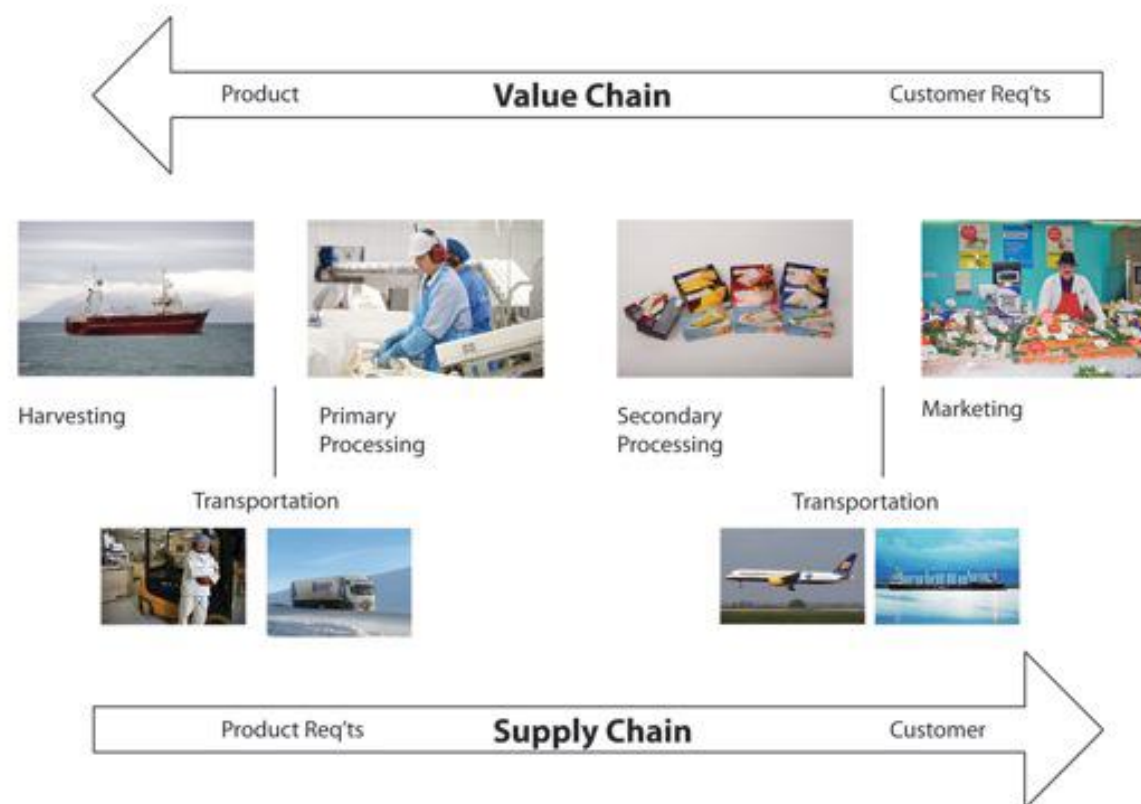 Product Value Chain Customer Req'ts
Harvesting
Primary
Processing
Secondary
Processing
Marketing
Transportation
Transportation
Product Req'ts Supply Chain Customer